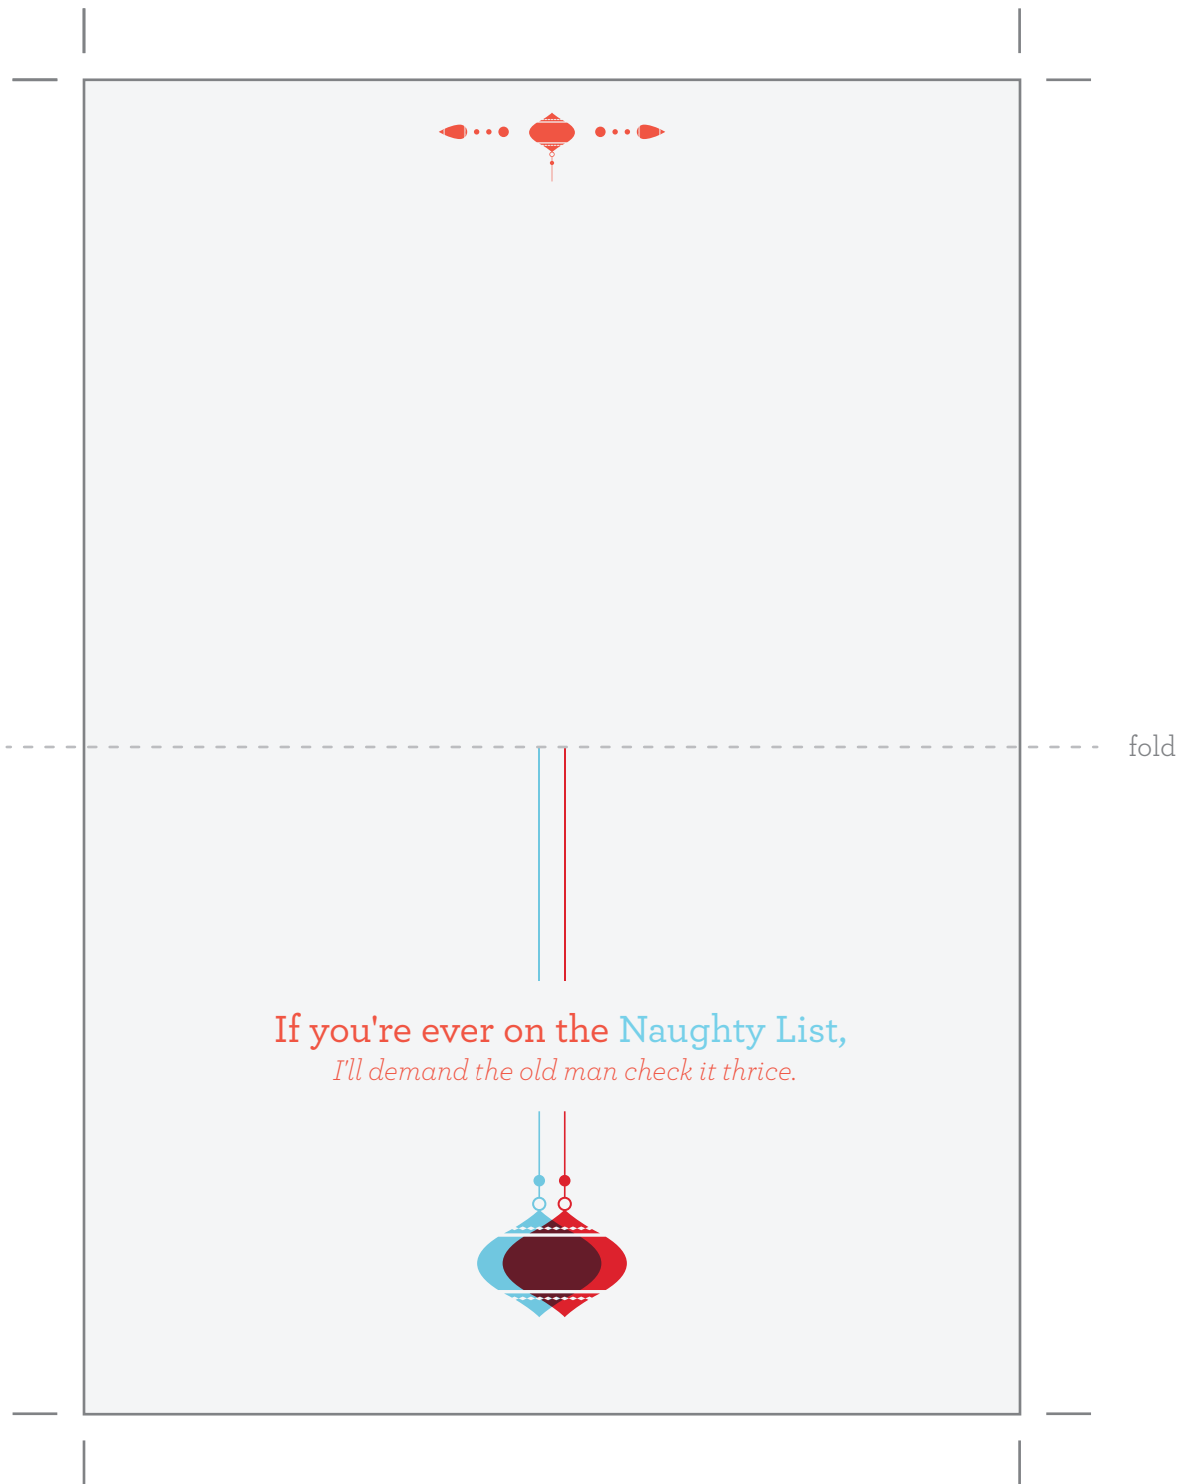 fold
If you're ever on the Naughty List,
I'll demand the old man check it thrice.